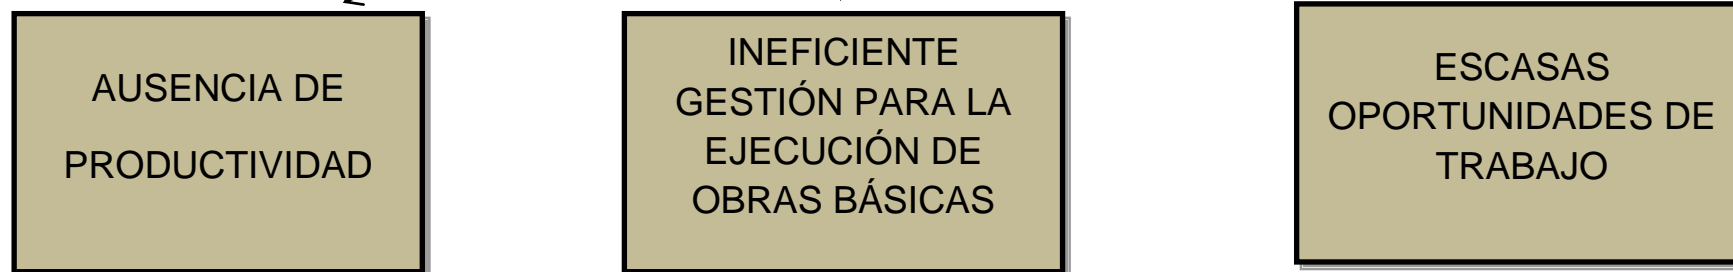 AUSENCIA DE
PRODUCTIVIDAD
INEFICIENTE
GESTIÓN PARA LA
EJECUCIÓN DE
OBRAS BÁSICAS
ESCASAS
OPORTUNIDADES DE
TRABAJO